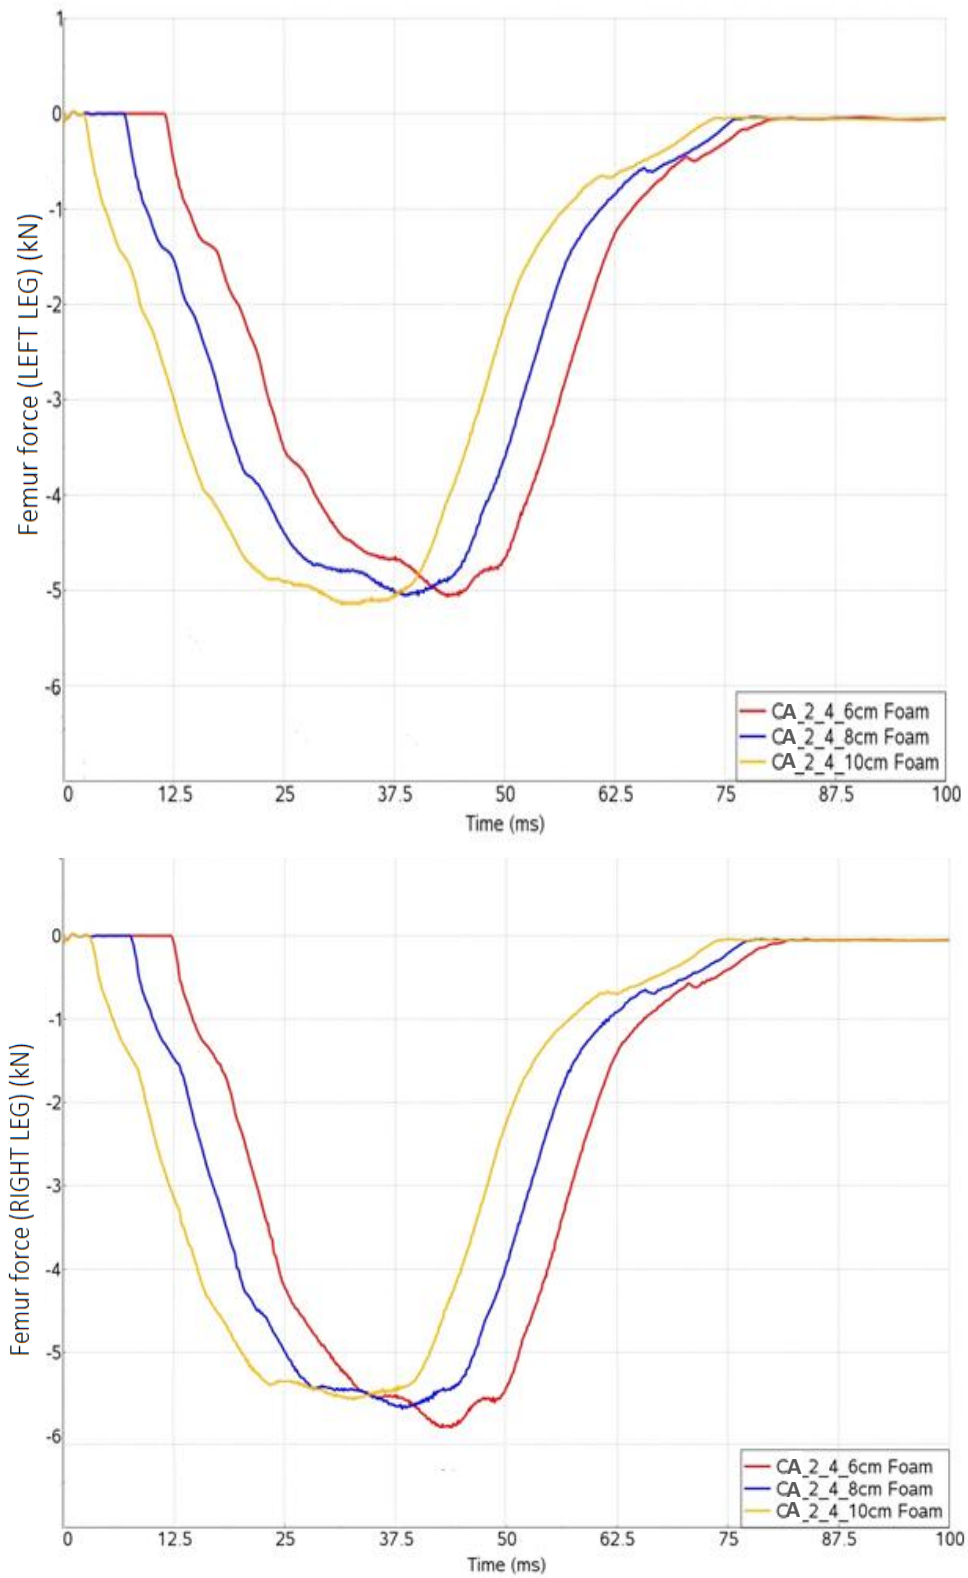 1
0
-1
-2
-3
-4
-5
-6
Femur force (LEFT LEG) (kN)
CA_2_4_6cm Foam
CA_2_4_8cm Foam
CA_2_4_10cm Foam
0 12.5 25 37.5 50 62.5 75 87.5 100
Time (ms)
0
-1
-2
-3
-4
-5
-6
Femur force (RIGHT LEG) (kN)
CA_2_4_6cm Foam
CA_2_4_8cm Foam
CA_2_4_10cm Foam
0 12.5 25 37.5 50 62.5 75 87.5 100
Time (ms)